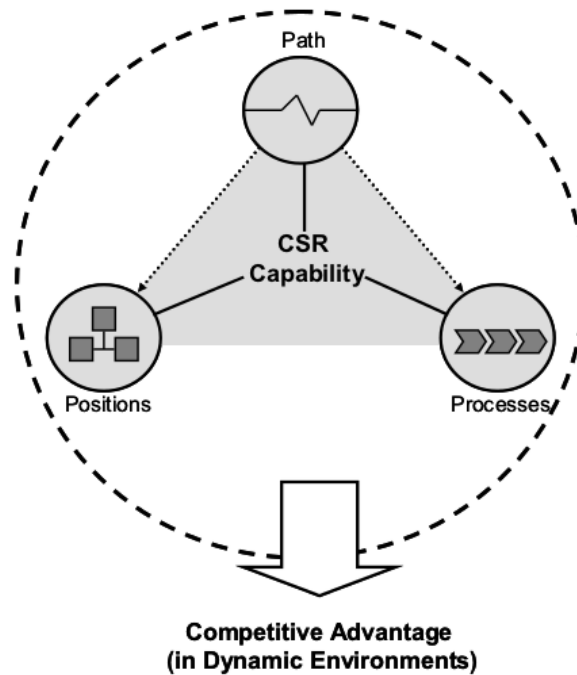 Path
CSR
Capability
Positions
Processes
Competitive Advantage
(in Dynamic Environments)